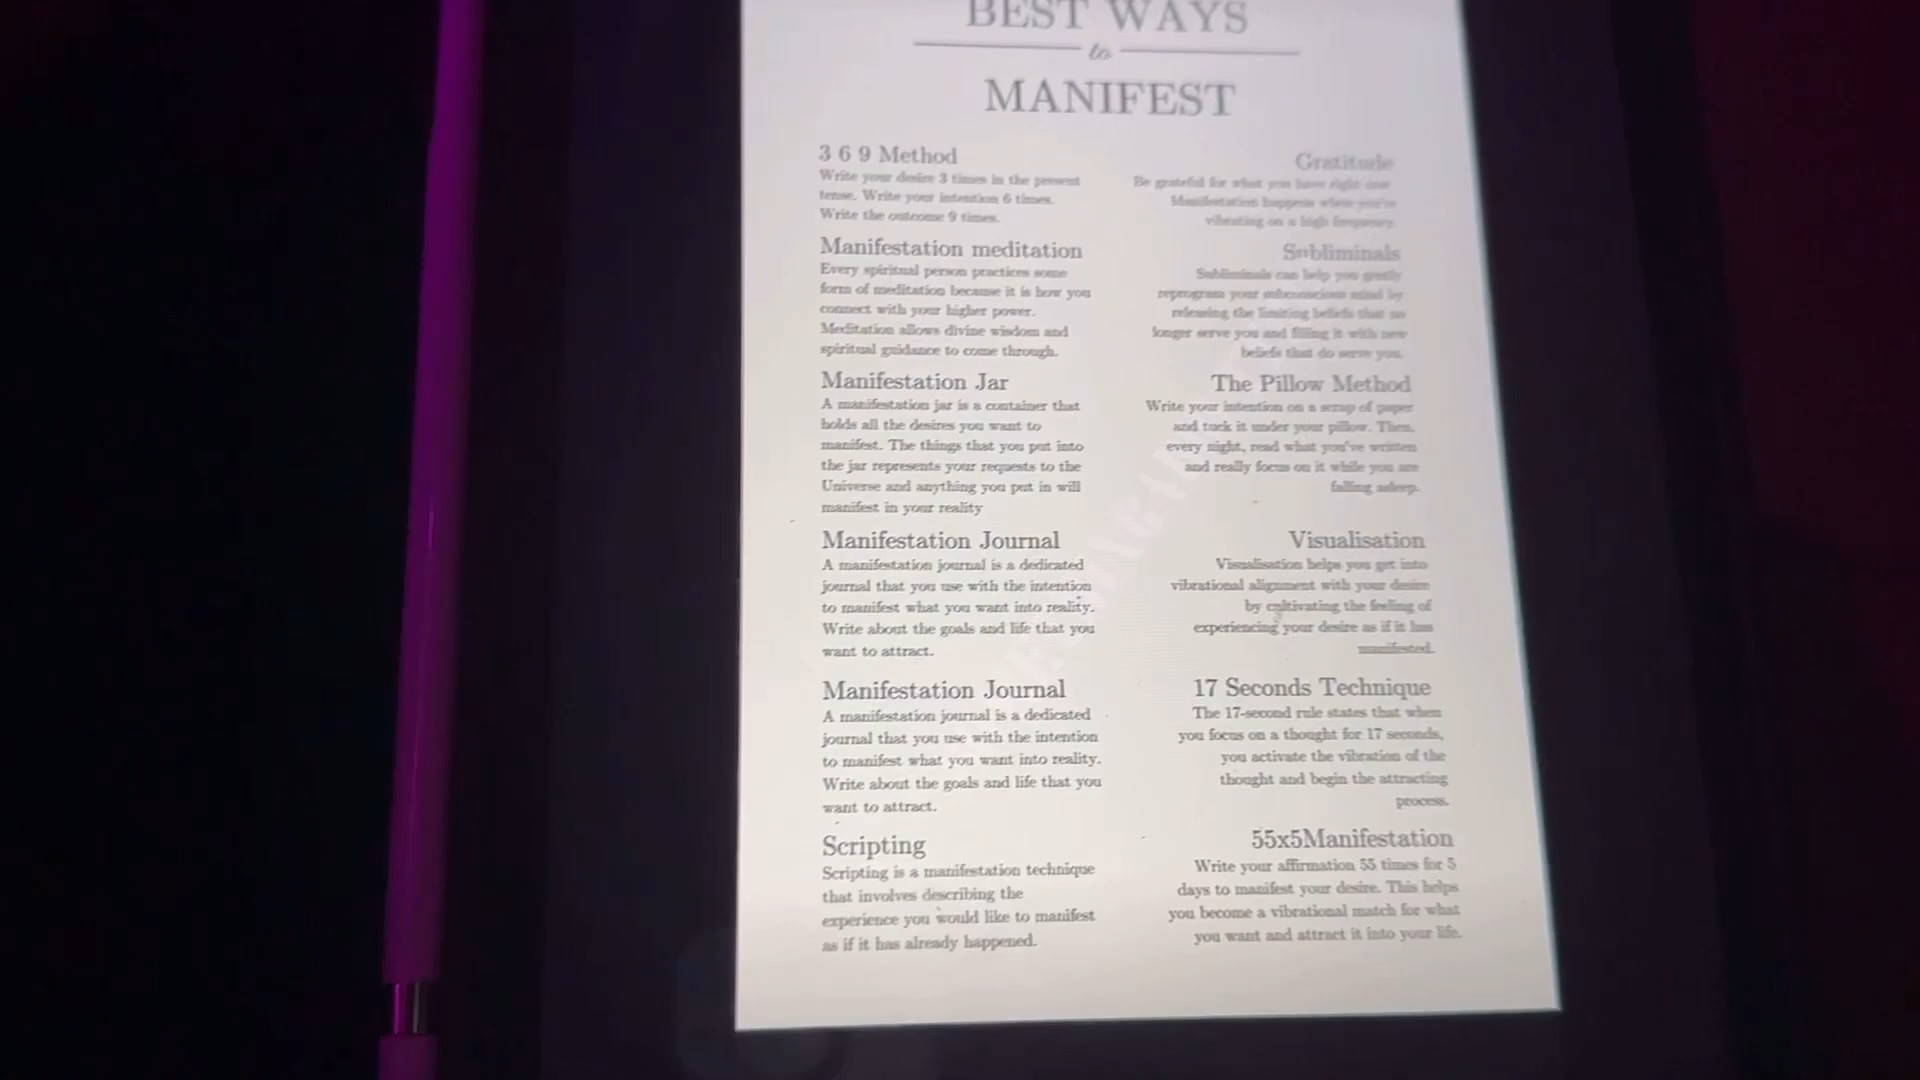 BEST WAYS
to
MANIFEST
3 6 9 Method
Write your desire 3 times in the present
tense. Write your intention 6 times.
Write the outcome 9 times.
Manifestation meditation
Every spiritual person practices some
form of meditation because it is how you
connect with your higher power.
Meditation allows divine wisdom and
spiritual guidance to come through.
Manifestation Jar
A manifestation jar is a container that
holds all the desires you want to
manifest. The things that you put into
the jar represents your requests to the
Universe and anything you put in will
manifest in your reality
Manifestation Journal
A manifestation journal is a dedicated
journal that you use with the intention
to manifest what you want into reality.
Write about the goals and life that you
want to attract.
Manifestation Journal
A manifestation journal is a dedicated
journal that you use with the intention
to manifest what you want into reality.
Write about the goals and life that you
want to attract.
Scripting
Scripting is a manifestation technique
that involves describing the
experience you would like to manifest
as if it has already happened.
Gratitude
Be grateful for what you have right now
Manifestation happens when you're
vibrating on a high frequency.
Subliminals
Subliminals can help you greatly
reprogram your subconscious mind by
releasing the limiting beliefs that no
longer serve you and filling it with new
beliefs that do serve you.
The Pillow Method
Write your intention on a scrap of paper
and tuck it under your pillow. Then,
every night, read what you've written
and really focus on it while you are
falling asleep.
Visualisation
Visualisation helps you get into
vibrational alignment with your desire
by cultivating the feeling of
experiencing your desire as if it has
manifested.
17 Seconds Technique
The 17-second rule states that when
you focus on a thought for 17 seconds,
you activate the vibration of the
thought and begin the attracting
process.
55x5Manifestation
Write your affirmation 55 times for 5
days to manifest your desire. This helps
you become a vibrational match for what
you want and attract it into your life.